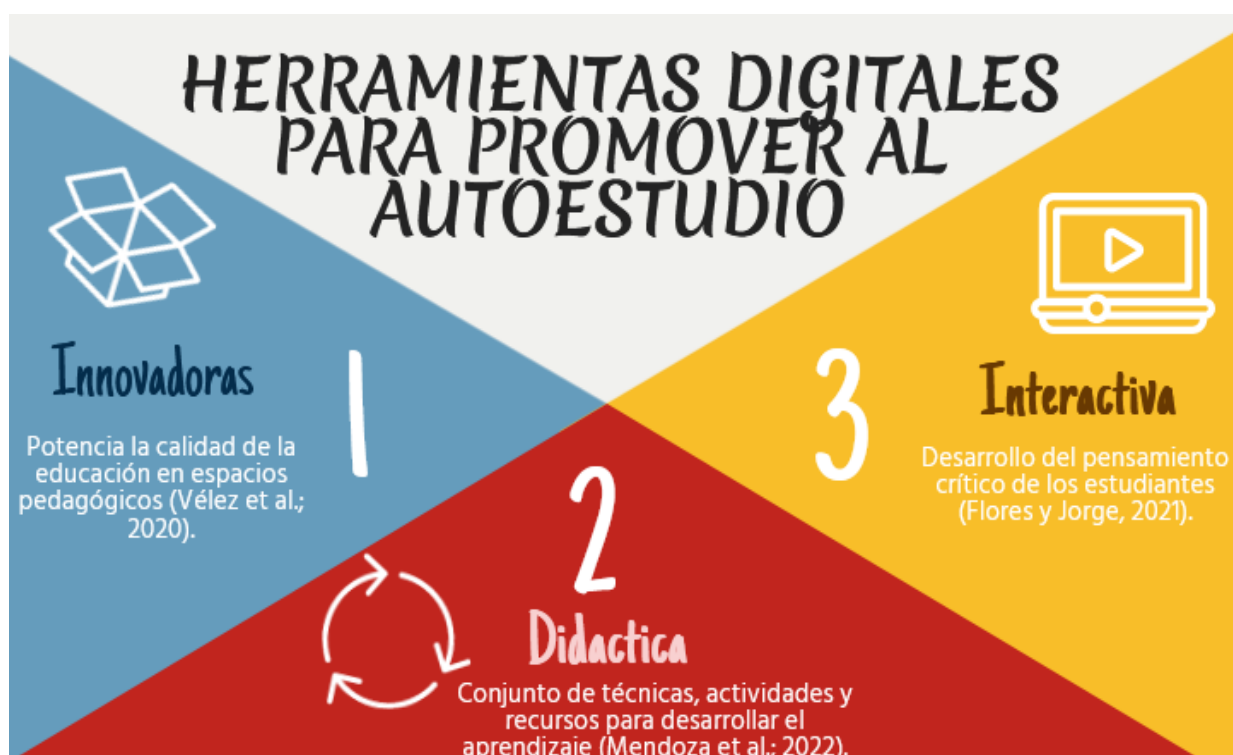 HERRAMIENTAS DIGITALES
PARA PROMOVER AL
AUTOESTUDIO
1
Innovadoras
Potencia la calidad de la
educación en espacios
pedagógicos (Vélez et al.;
2020).
2
Didactica
Conjunto de técnicas, actividades y
recursos para desarrollar el
aprendizaje (Mendoza et al.; 2022).
3
Interactiva
Desarrollo del pensamiento
crítico de los estudiantes
(Flores y Jorge, 2021).